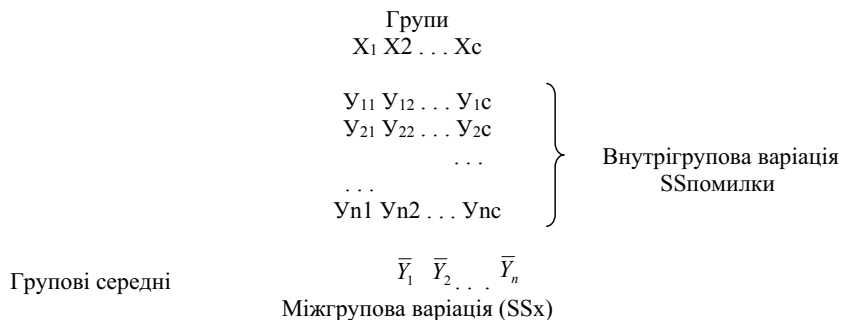 Групи
X₁ X2 . . . Xc
У₁₁ У₁₂ . . . У₁c
У₂₁ У₂₂ . . . У₂c
. . .
. . .
Уn1 Уn2 . . . Уnc
Внутрігрупова варіація
SSпомилки
Групові середні
Y̅₁ Y̅₂ . . . Y̅ₙ
Міжгрупова варіація (SSx)